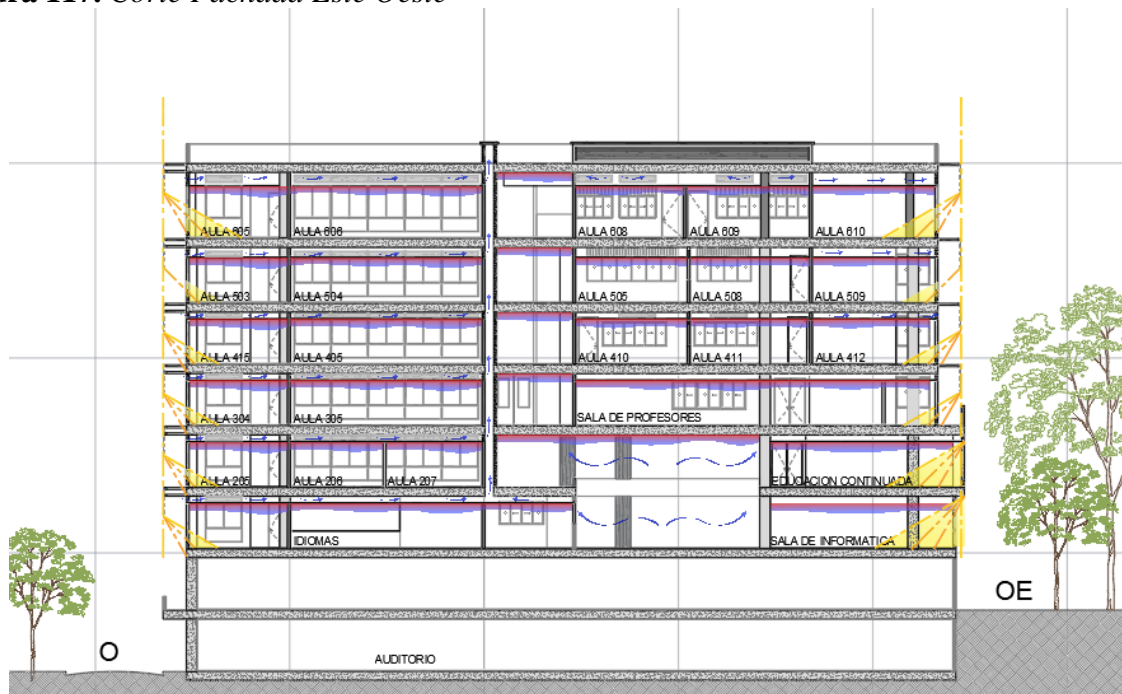 Corte Fachada Este Oeste
AULA 605 AULA 606 AULA 608 AULA 609 AULA 610
AULA 503 AULA 504 AULA 505 AULA 508 AULA 509
AULA 415 AULA 405 AULA 410 AULA 411 AULA 412
AULA 304 AULA 305 SALA DE PROFESORES
AULA 205 AULA 206 AULA 207 EDUCACION CONTINUADA
IDIOMAS SALA DE INFORMATICA
OE
O
AUDITORIO